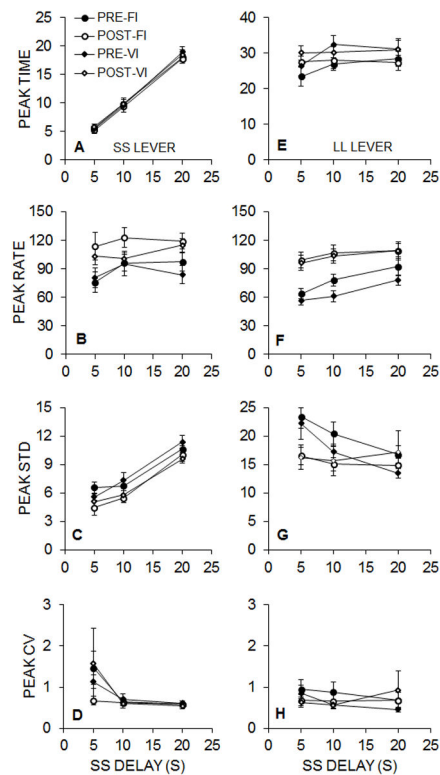 PRE-FI
POST-FI
PRE-VI
POST-VI
PEAK TIME
25
20
15
10
5
0
A
SS LEVER
0 5 10 15 20 25
40
30
20
10
0
E
LL LEVER
0 5 10 15 20 25
PEAK RATE
150
120
90
60
30
0
B
0 5 10 15 20 25
150
120
90
60
30
0
F
0 5 10 15 20 25
PEAK STD
15
12
9
6
3
0
C
0 5 10 15 20 25
25
20
15
10
5
0
G
0 5 10 15 20 25
PEAK CV
3
2
1
0
D
0 5 10 15 20 25
SS DELAY (S)
3
2
1
0
H
0 5 10 15 20 25
SS DELAY (S)